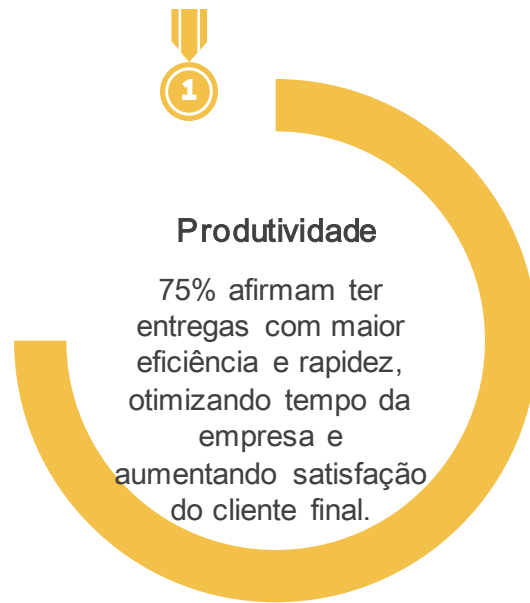 1
Produtividade
75% afirmam ter
entregas com maior
eficiência e rapidez,
otimizando tempo da
empresa e
aumentando satisfação
do cliente final.